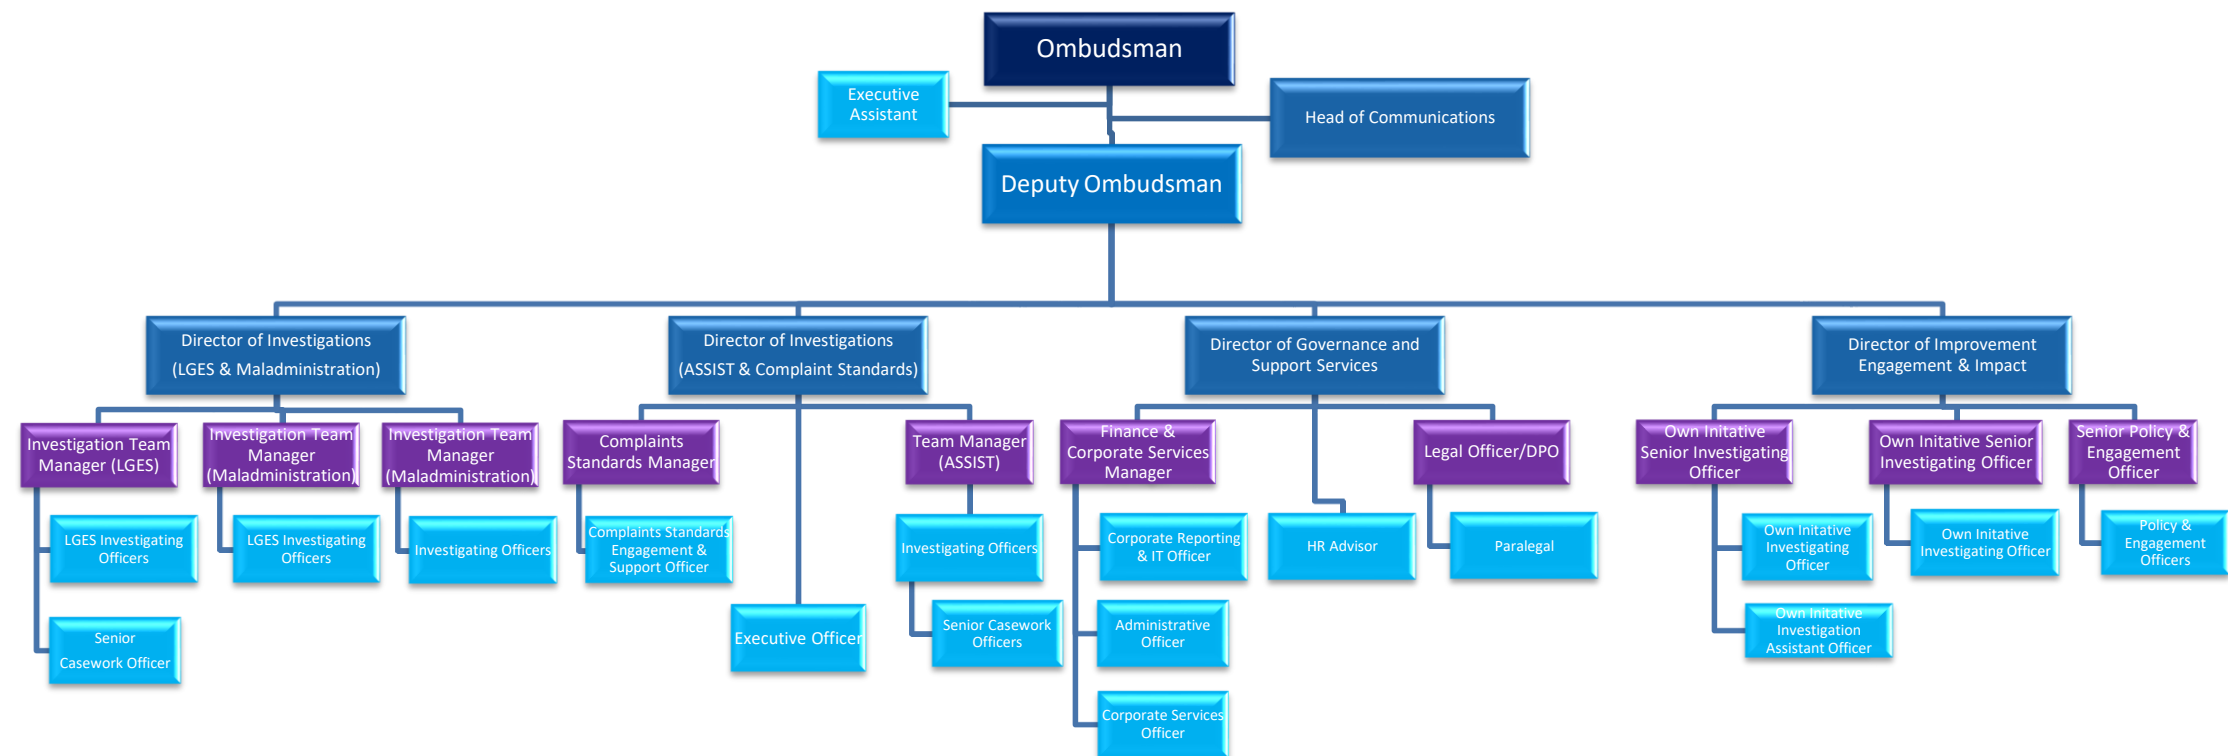 Ombudsman
Executive
Assistant
Head of Communications
Deputy Ombudsman
Director of Investigations
(LGES & Maladministration)
Director of Investigations
(ASSIST & Complaint Standards)
Director of Governance and
Support Services
Director of Improvement
Engagement & Impact
Investigation Team
Manager (LGES)
Investigation Team
Manager
(Maladministration)
Investigation Team
Manager
(Maladministration)
Complaints
Standards Manager
Team Manager
(ASSIST)
Finance &
Corporate Services
Manager
Legal Officer/DPO
Own Initative
Senior Investigating
Officer
Own Initative Senior
Investigating Officer
Senior Policy &
Engagement
Officer
LGES Investigating
Officers
LGES Investigating
Officers
Investigating Officers
Complaints Standards
Engagement &
Support Officer
Investigating Officers
Corporate Reporting
& IT Officer
HR Advisor
Paralegal
Own Initative
Investigating
Officer
Own Initative
Investigating Officer
Policy &
Engagement
Officers
Senior
Casework Officer
Executive Officer
Senior Casework
Officers
Administrative
Officer
Own Initative
Investigation
Assistant Officer
Corporate Services
Officer